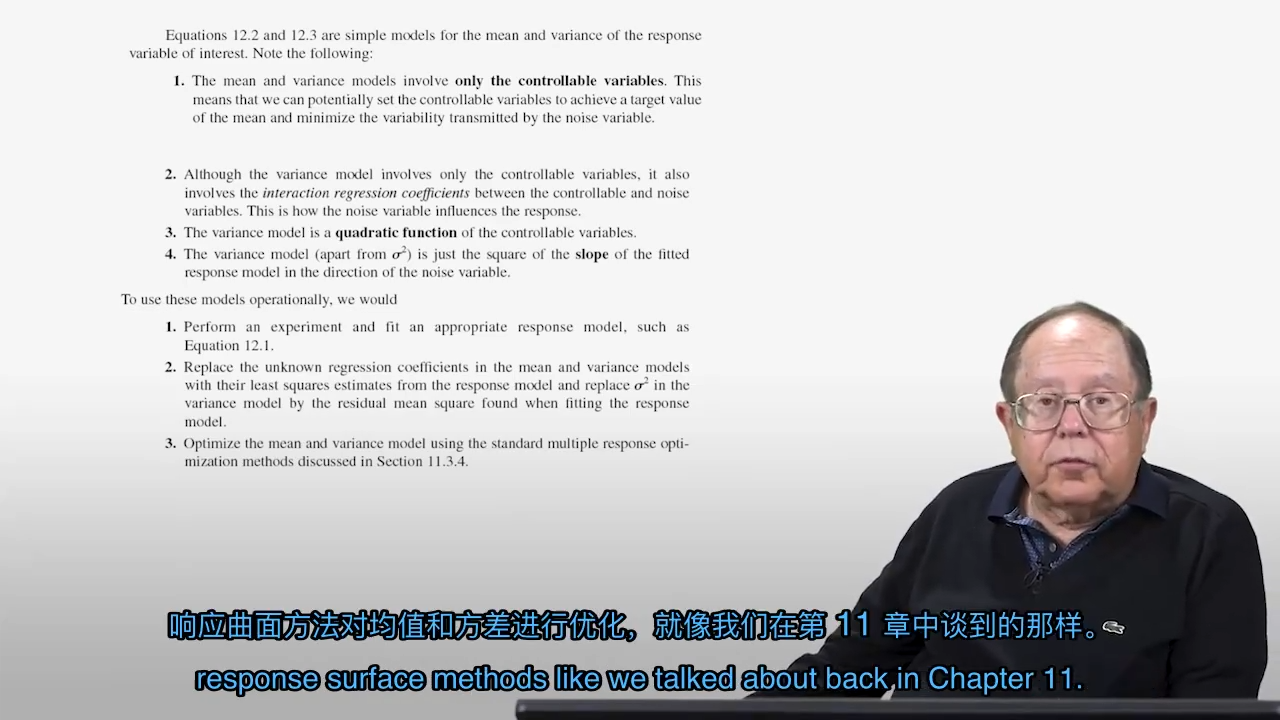 Equations 12.2 and 12.3 are simple models for the mean and variance of the response
variable of interest. Note the following:
1. The mean and variance models involve only the controllable variables. This
means that we can potentially set the controllable variables to achieve a target value
of the mean and minimize the variability transmitted by the noise variable.
2. Although the variance model involves only the controllable variables, it also
involves the interaction regression coefficients between the controllable and noise
variables. This is how the noise variable influences the response.
3. The variance model is a quadratic function of the controllable variables.
4. The variance model (apart from σ²) is just the square of the slope of the fitted
response model in the direction of the noise variable.
To use these models operationally, we would
1. Perform an experiment and fit an appropriate response model, such as
Equation 12.1.
2. Replace the unknown regression coefficients in the mean and variance models
with their least squares estimates from the response model and replace σ² in the
variance model by the residual mean square found when fitting the response
model.
3. Optimize the mean and variance model using the standard multiple response opti-
mization methods discussed in Section 11.3.4.
响应曲面方法对均值和方差进行优化，就像我们在第 11 章中谈到的那样。
response surface methods like we talked about back in Chapter 11.